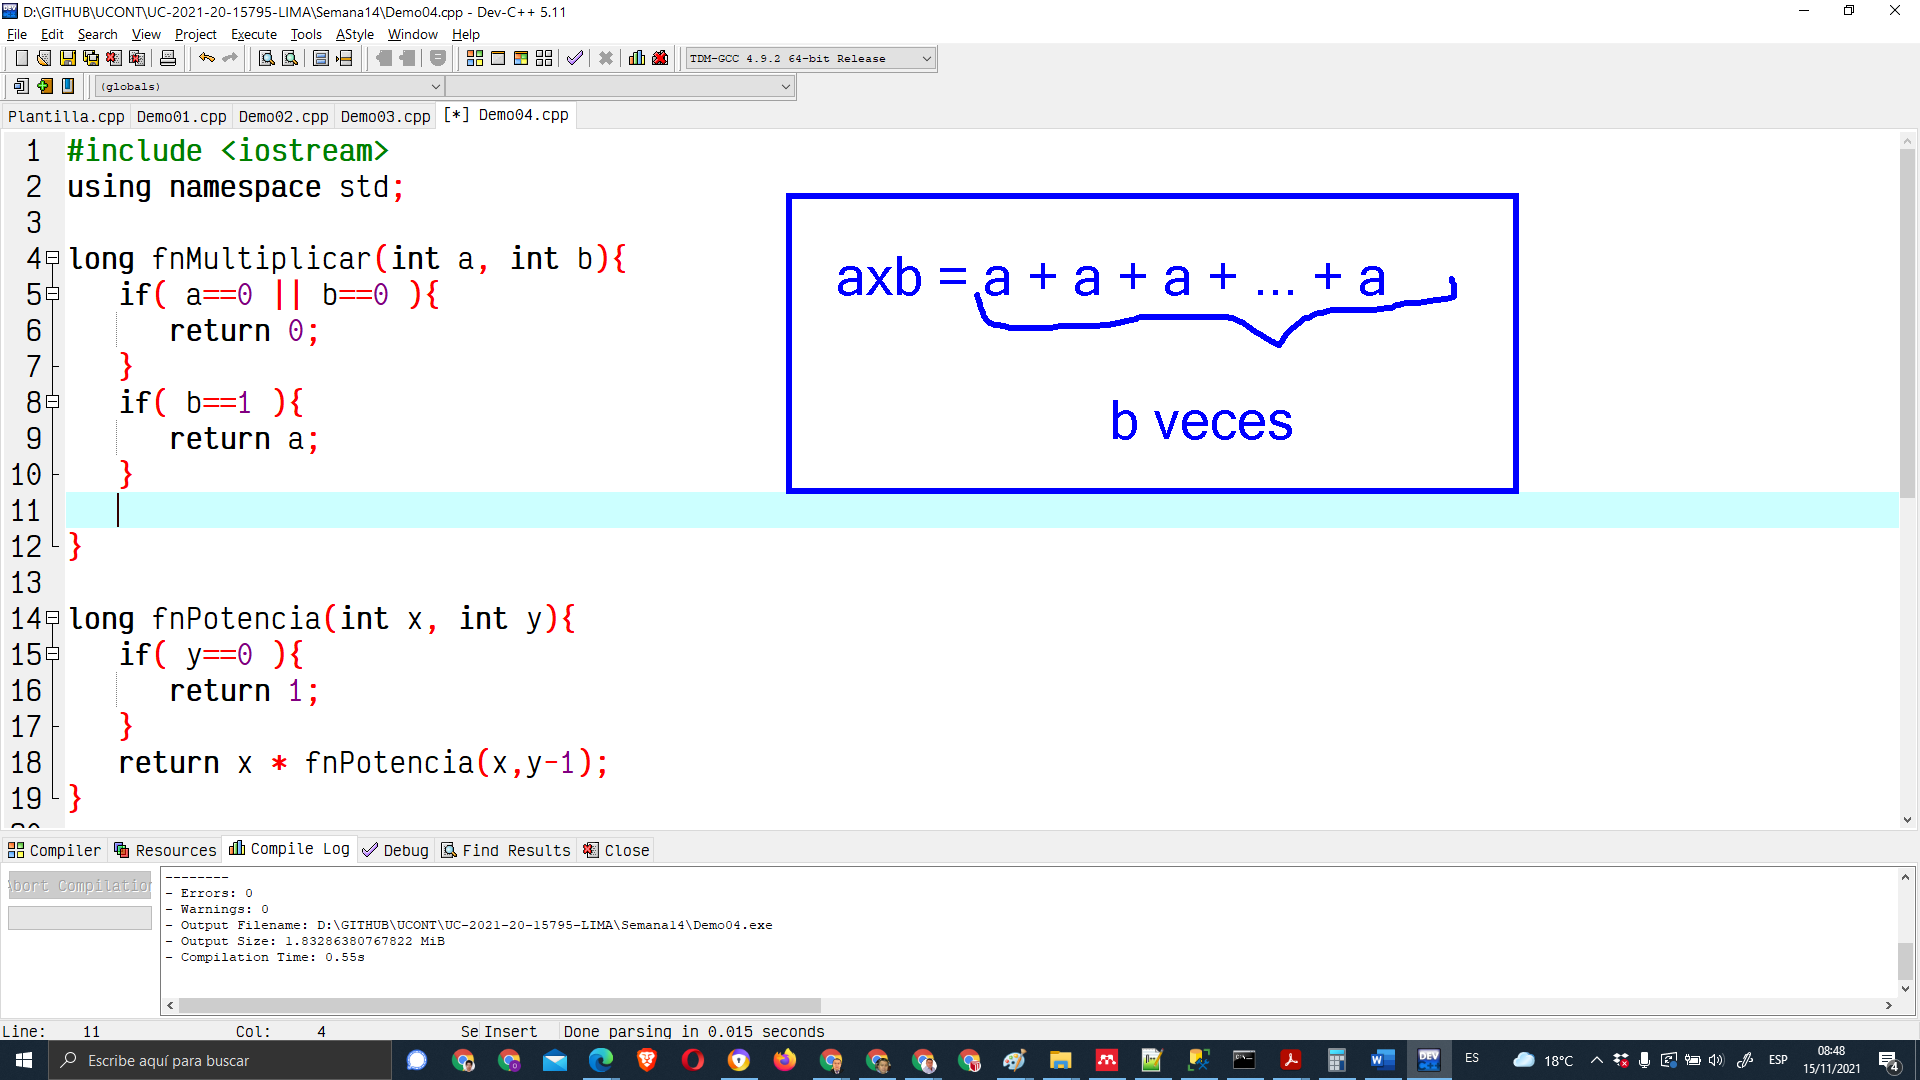 D:\GITHUB\UCONT\UC-2021-20-15795-LIMA\Semana14\Demo04.cpp - Dev-C++ 5.11
File Edit Search View Project Execute Tools AStyle Window Help
TDM-GCC 4.9.2 64-bit Release
(globals)
Plantilla.cpp Demo01.cpp Demo02.cpp Demo03.cpp [*] Demo04.cpp
1 #include <iostream>
2 using namespace std;
3
4 long fnMultiplicar(int a, int b){
5 if( a==0 || b==0 ){
6 return 0;
7 }
8 if( b==1 ){
9 return a;
10 }
11
12 }
13
14 long fnPotencia(int x, int y){
15 if( y==0 ){
16 return 1;
17 }
18 return x * fnPotencia(x,y-1);
19 }
axb = a + a + a + ... + a
b veces
Compiler Resources Compile Log Debug Find Results Close
Abort Compilation
--------
- Errors: 0
- Warnings: 0
- Output Filename: D:\GITHUB\UCONT\UC-2021-20-15795-LIMA\Semana14\Demo04.exe
- Output Size: 1.83286380767822 MiB
- Compilation Time: 0.55s
Line: 11 Col: 4 Se Insert Done parsing in 0.015 seconds
Escribe aquí para buscar
DEV
ES
18°C
ESP
08:48
15/11/2021
4